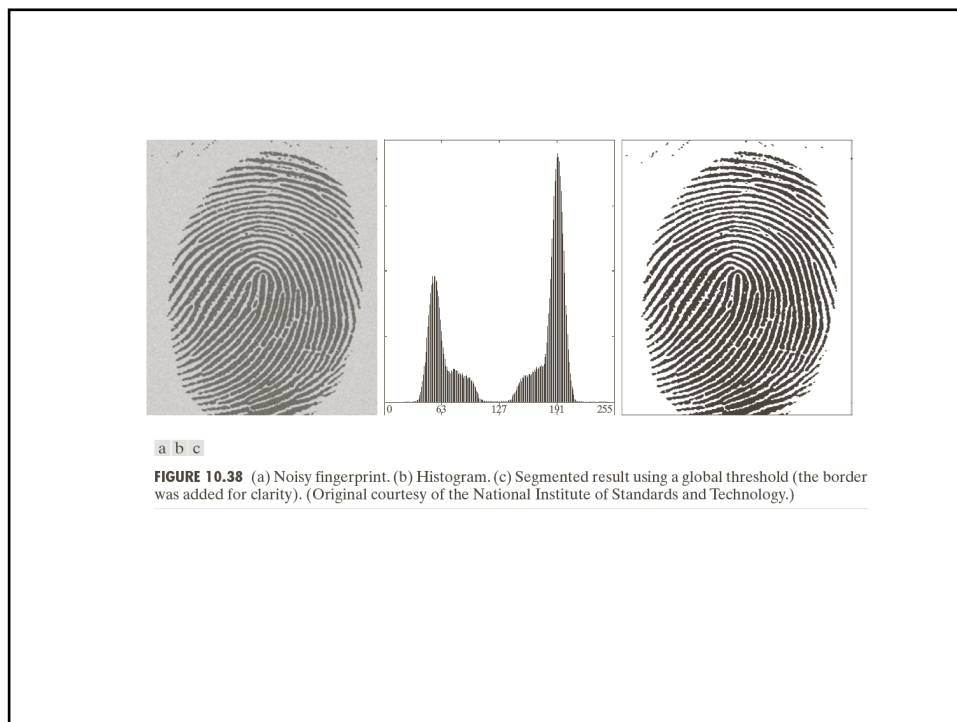 0 63 127 191 255
a b c
FIGURE 10.38 (a) Noisy fingerprint. (b) Histogram. (c) Segmented result using a global threshold (the border
was added for clarity). (Original courtesy of the National Institute of Standards and Technology.)